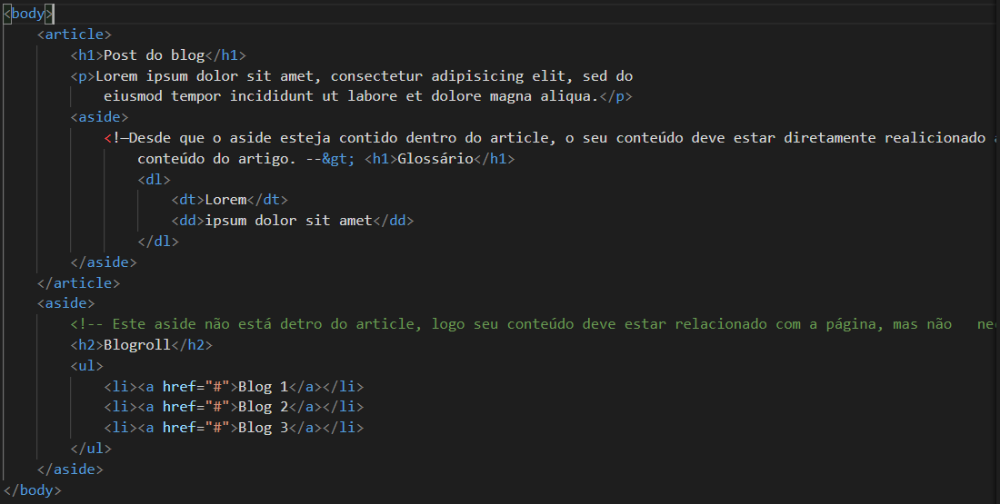 <body>
<article>
<h1>Post do blog</h1>
<p>Lorem ipsum dolor sit amet, consectetur adipisicing elit, sed do
eiusmod tempor incididunt ut labore et dolore magna aliqua.</p>
<aside>
<!—Desde que o aside esteja contido dentro do article, o seu conteúdo deve estar diretamente realicionado
conteúdo do artigo. --&gt; <h1>Glossário</h1>
<dl>
<dt>Lorem</dt>
<dd>ipsum dolor sit amet</dd>
</dl>
</aside>
</article>
<aside>
<!-- Este aside não está detro do article, logo seu conteúdo deve estar relacionado com a página, mas não
<h2>Blogroll</h2>
<ul>
<li><a href="#">Blog 1</a></li>
<li><a href="#">Blog 2</a></li>
<li><a href="#">Blog 3</a></li>
</ul>
</aside>
</body>